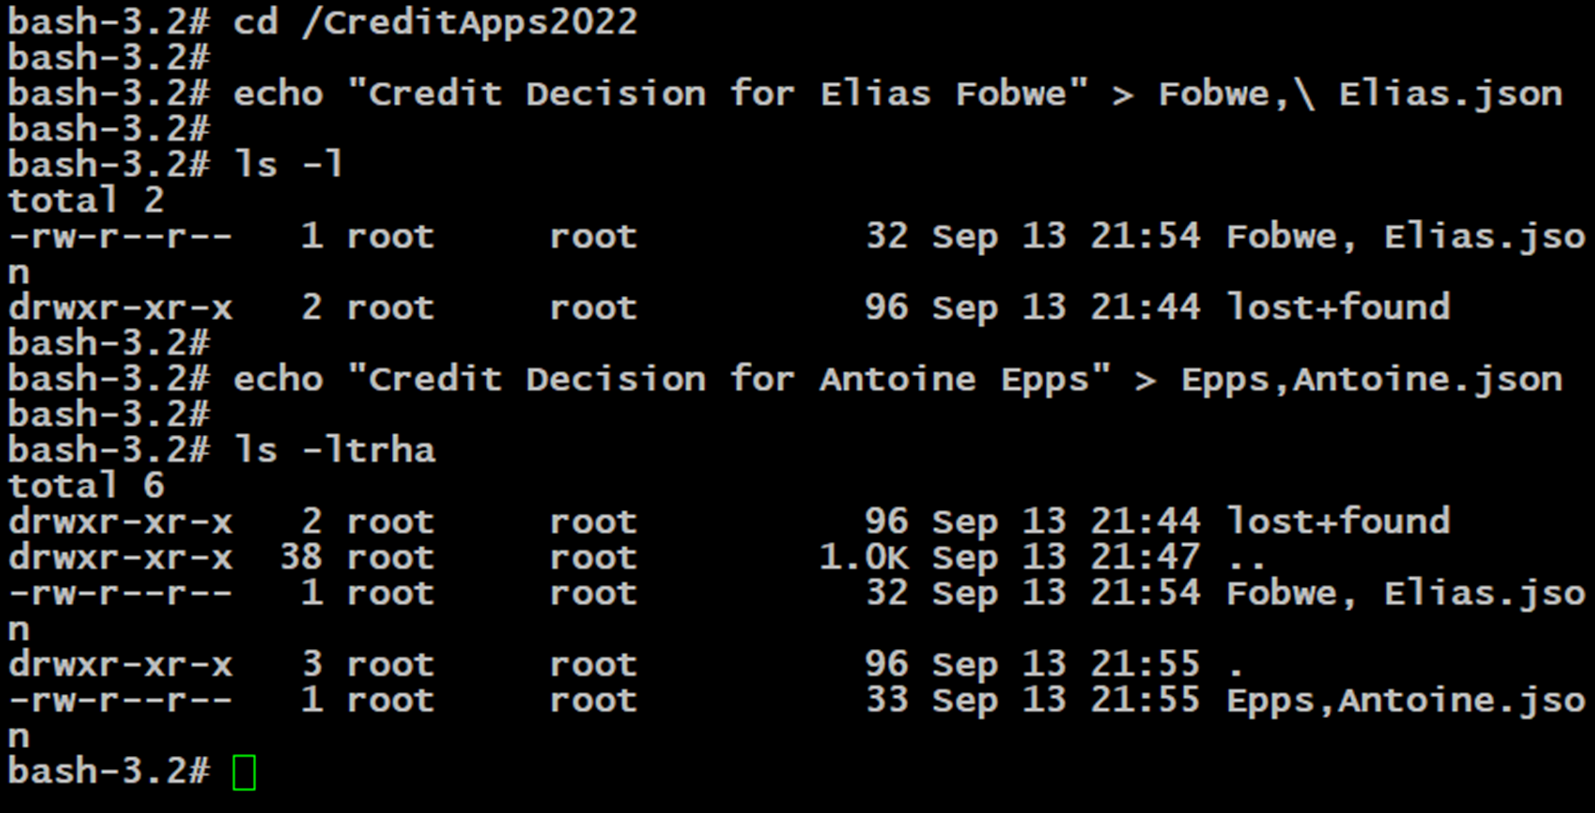 bash-3.2# cd /CreditApps2022
bash-3.2#
bash-3.2# echo "Credit Decision for Elias Fobwe" > Fobwe,\ Elias.json
bash-3.2#
bash-3.2# ls -l
total 2
-rw-r--r--   1 root     root          32 Sep 13 21:54 Fobwe, Elias.jso
n
drwxr-xr-x   2 root     root          96 Sep 13 21:44 lost+found
bash-3.2#
bash-3.2# echo "Credit Decision for Antoine Epps" > Epps,Antoine.json
bash-3.2#
bash-3.2# ls -ltrha
total 6
drwxr-xr-x   2 root     root          96 Sep 13 21:44 lost+found
drwxr-xr-x  38 root     root        1.0K Sep 13 21:47 ..
-rw-r--r--   1 root     root          32 Sep 13 21:54 Fobwe, Elias.jso
n
drwxr-xr-x   3 root     root          96 Sep 13 21:55 .
-rw-r--r--   1 root     root          33 Sep 13 21:55 Epps,Antoine.jso
n
bash-3.2#